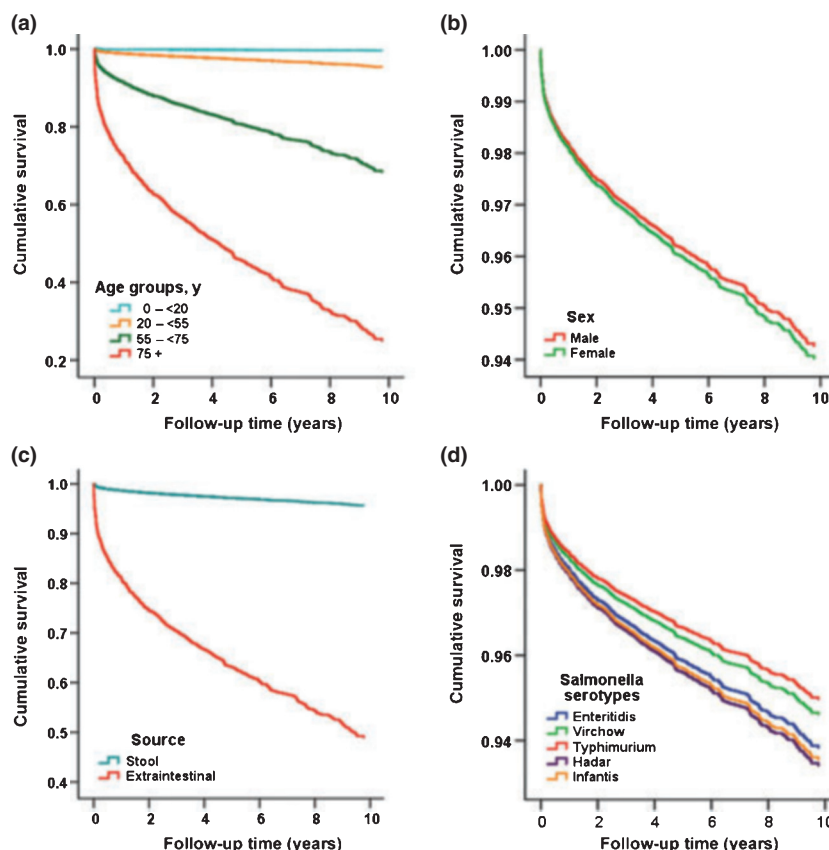 (a)
1.0
0.8
0.6
0.4
0.2
Cumulative survival
Age groups, y
0 – <20
20 – <55
55 – <75
75 +
0 2 4 6 8 10
Follow-up time (years)
(b)
1.00
0.99
0.98
0.97
0.96
0.95
0.94
Cumulative survival
Sex
Male
Female
0 2 4 6 8 10
Follow-up time (years)
(c)
1.0
0.9
0.8
0.7
0.6
0.5
0.4
Cumulative survival
Source
Stool
Extraintestinal
0 2 4 6 8 10
Follow-up time (years)
(d)
1.00
0.98
0.96
0.94
Cumulative survival
Salmonella
serotypes
Enteritidis
Virchow
Typhimurium
Hadar
Infantis
0 2 4 6 8 10
Follow-up time (years)